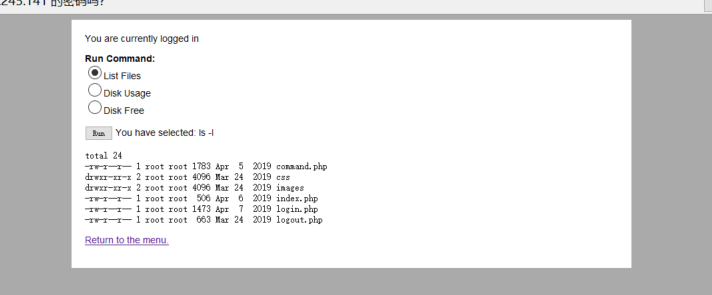 245.141 的密码吗?
You are currently logged in
Run Command:
List Files
Disk Usage
Disk Free
Run You have selected: ls -l
total 24
-rw-r--r-- 1 root root 1783 Apr  5  2019 command.php
drwxr-xr-x 2 root root 4096 Mar 24  2019 css
drwxr-xr-x 2 root root 4096 Mar 24  2019 images
-rw-r--r-- 1 root root  506 Apr  6  2019 index.php
-rw-r--r-- 1 root root 1473 Apr  7  2019 login.php
-rw-r--r-- 1 root root  663 Mar 24  2019 logout.php
Return to the menu.